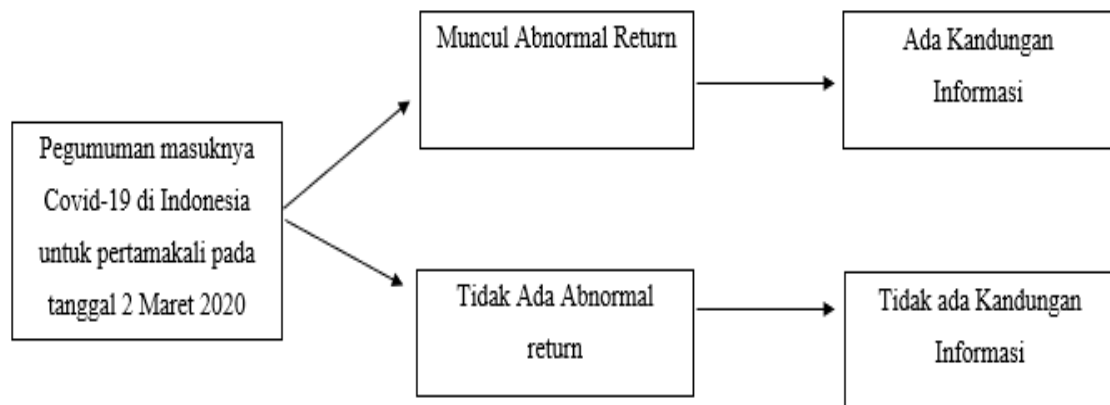 Pegumuman masuknya
Covid-19 di Indonesia
untuk pertamakali pada
tanggal 2 Maret 2020
Muncul Abnormal Return
Ada Kandungan
Informasi
Tidak Ada Abnormal
return
Tidak ada Kandungan
Informasi